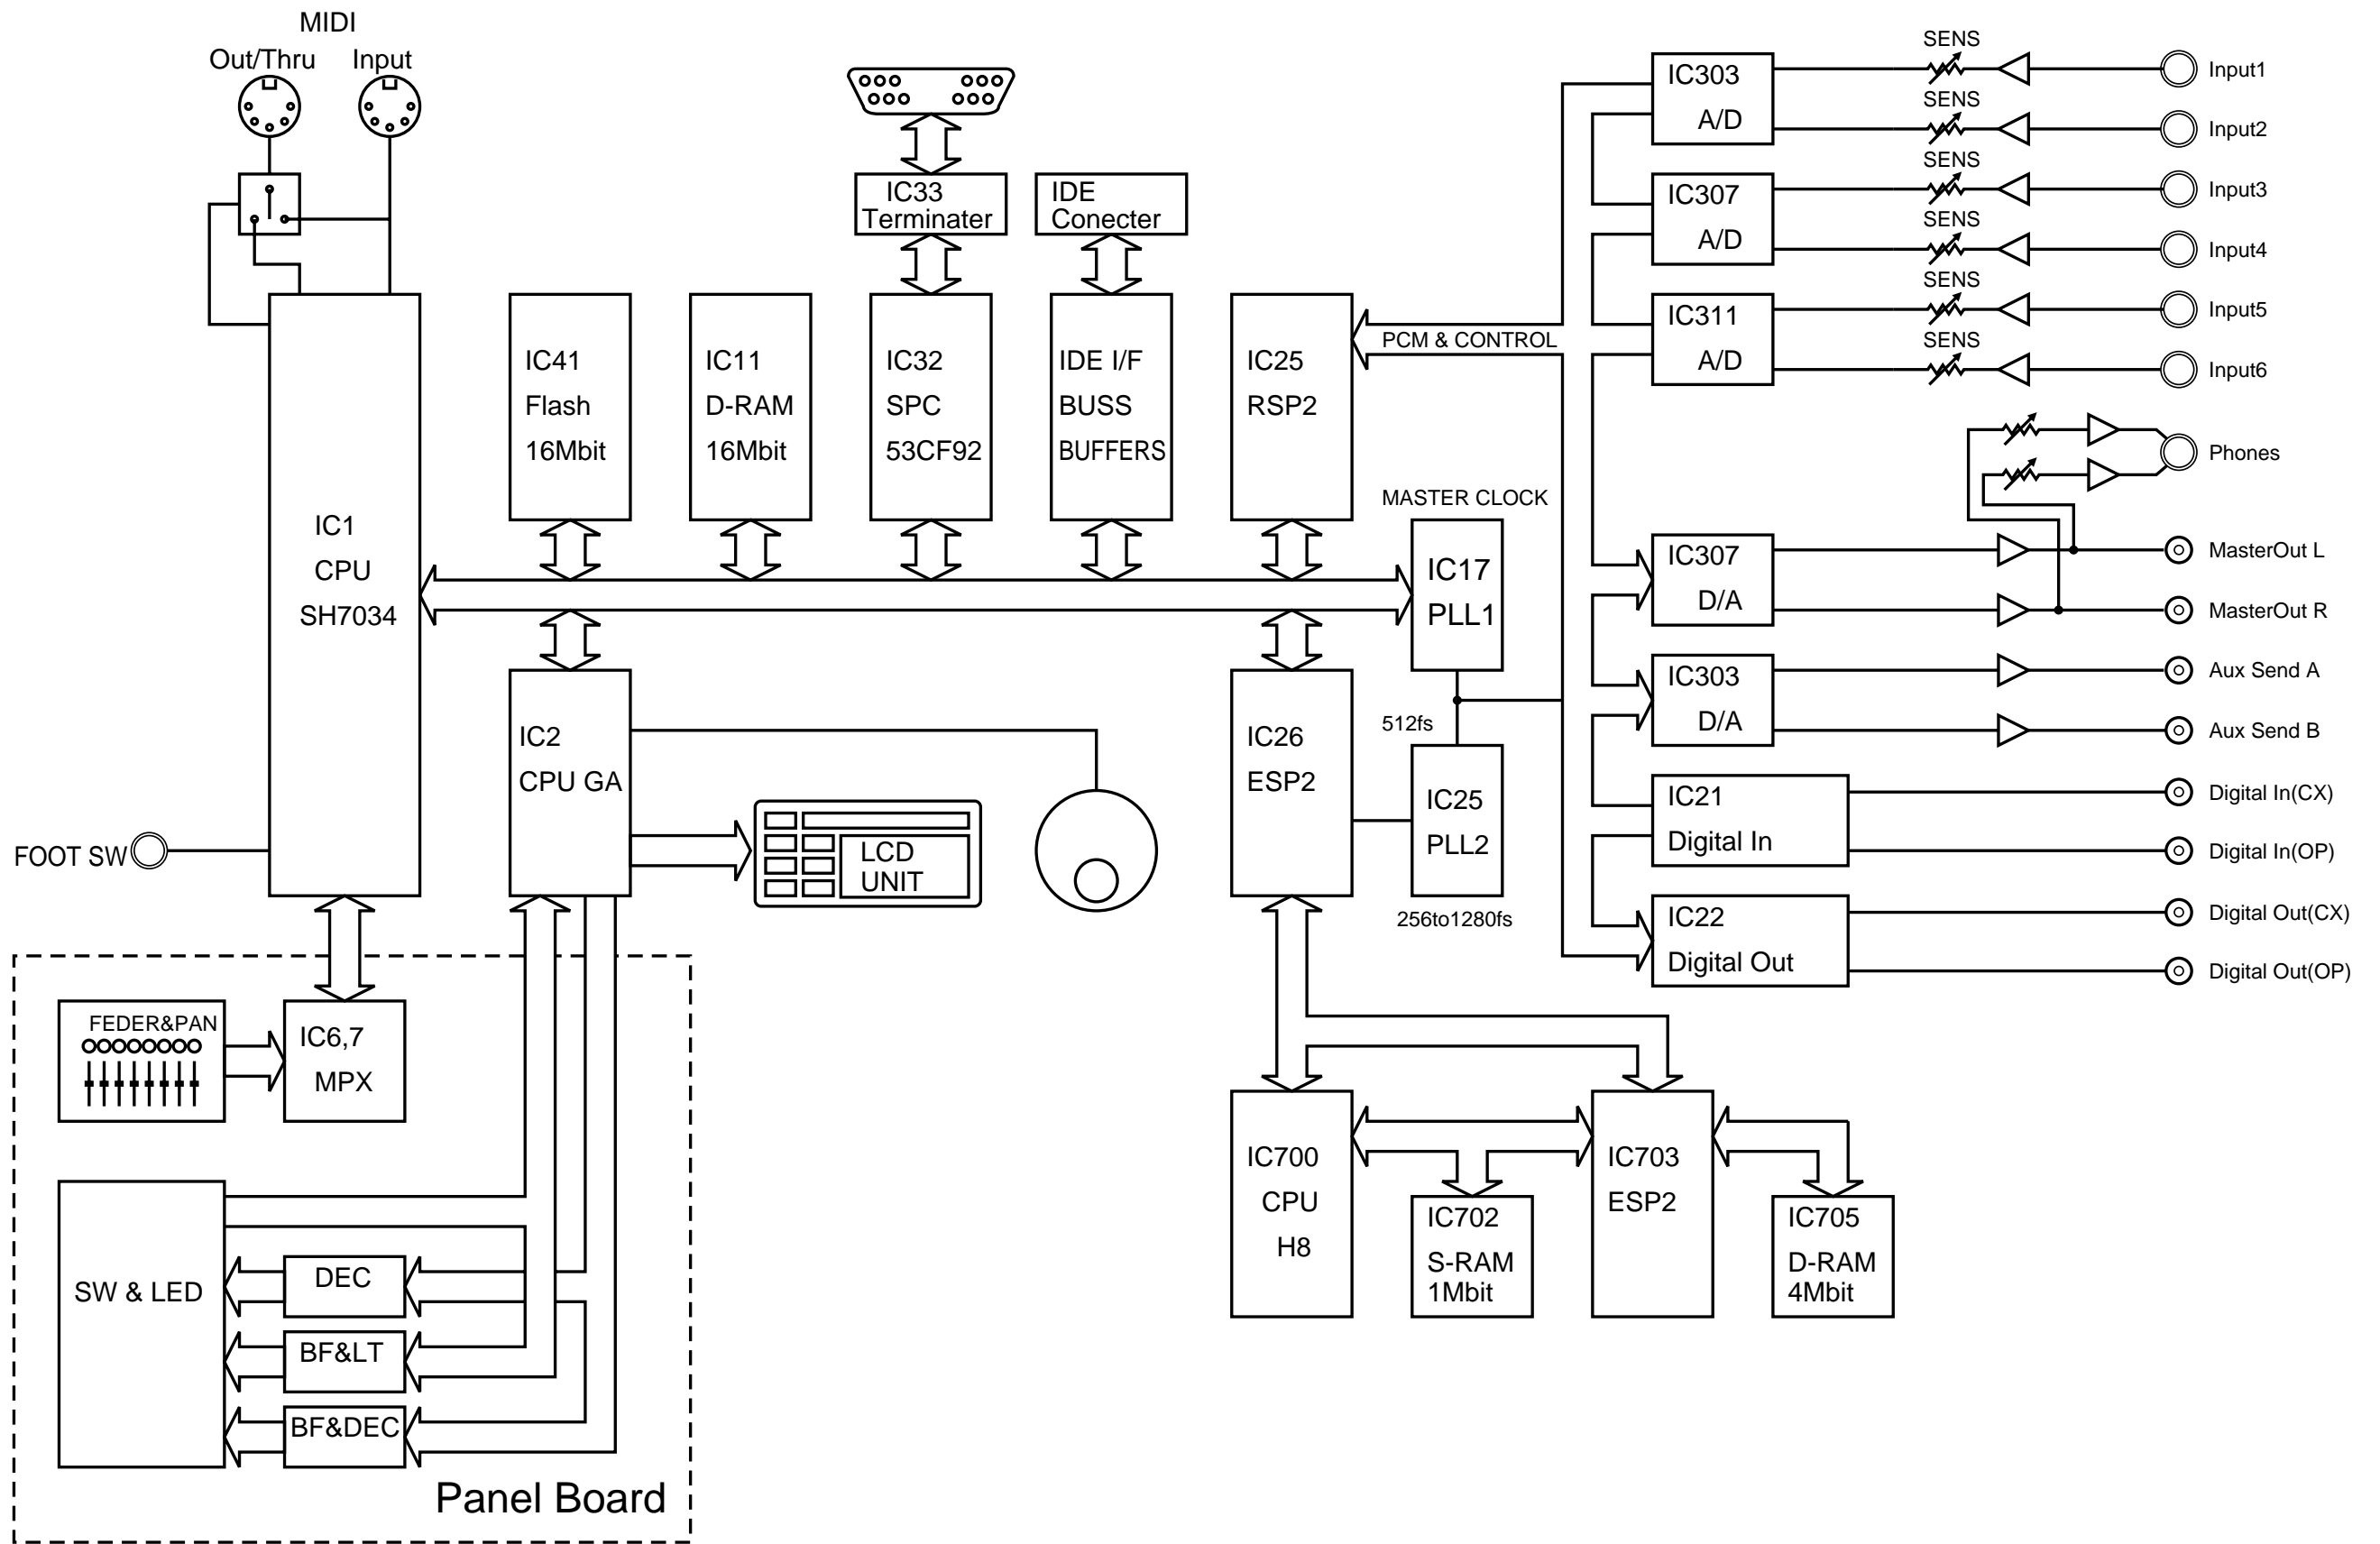 MIDI
Out/Thru
Input
IC33
Terminater
IDE
Conecter
IC1
CPU
SH7034
IC41
Flash
16Mbit
IC11
D-RAM
16Mbit
IC32
SPC
53CF92
IDE I/F
BUSS
BUFFERS
IC25
RSP2
PCM & CONTROL
MASTER CLOCK
IC17
PLL1
512fs
IC25
PLL2
256to1280fs
IC2
CPU GA
LCD
UNIT
IC26
ESP2
FOOT SW
FEDER&PAN
IC6,7
MPX
SW & LED
DEC
BF&LT
BF&DEC
Panel Board
IC700
CPU
H8
IC702
S-RAM
1Mbit
IC703
ESP2
IC705
D-RAM
4Mbit
IC303
A/D
SENS
Input1
SENS
Input2
IC307
A/D
SENS
Input3
SENS
Input4
IC311
A/D
SENS
Input5
SENS
Input6
Phones
IC307
D/A
MasterOut L
MasterOut R
IC303
D/A
Aux Send A
Aux Send B
IC21
Digital In
Digital In(CX)
Digital In(OP)
IC22
Digital Out
Digital Out(CX)
Digital Out(OP)